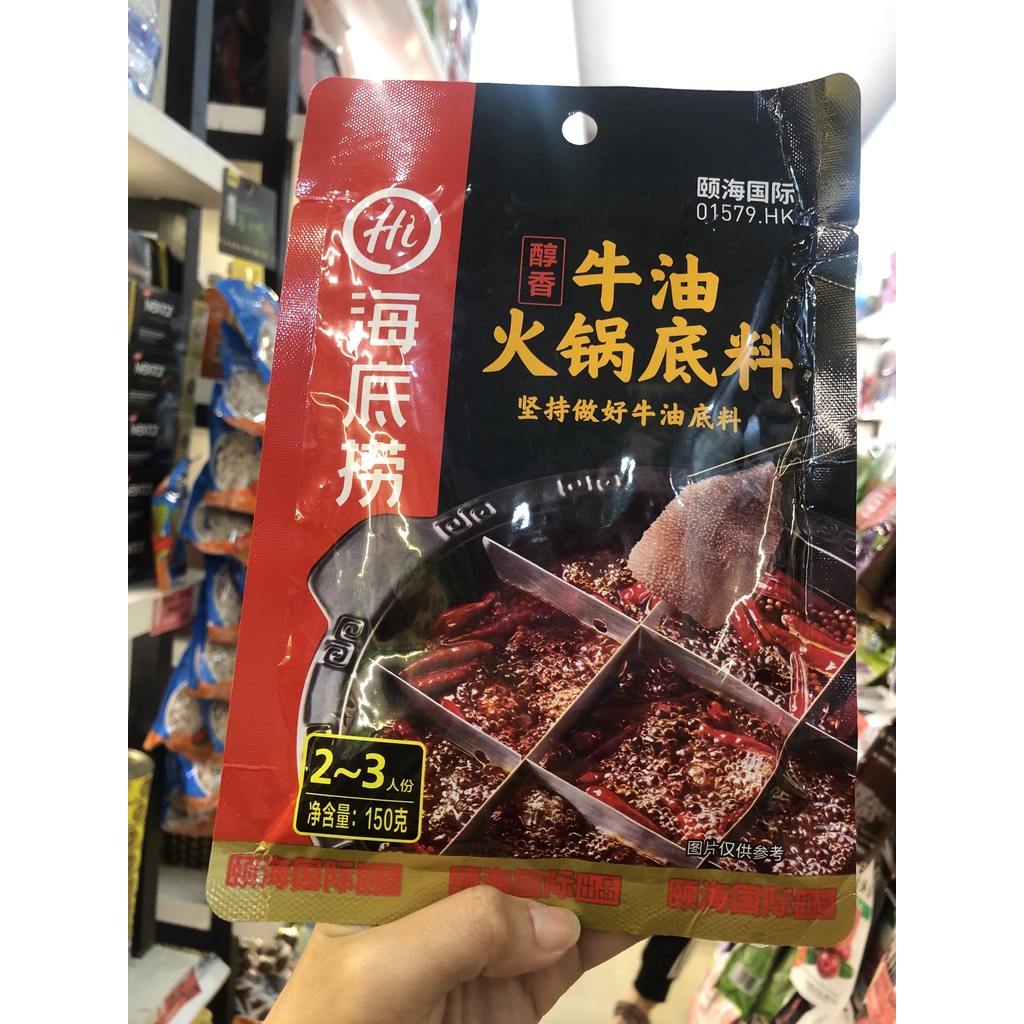 Hi
海底捞
颐海国际
01579.HK
醇香
牛油
火锅底料
坚持做好牛油底料
2~3人份
净含量：150克
图片仅供参考
颐海国际出品 颐海国际出品 颐海国际出品